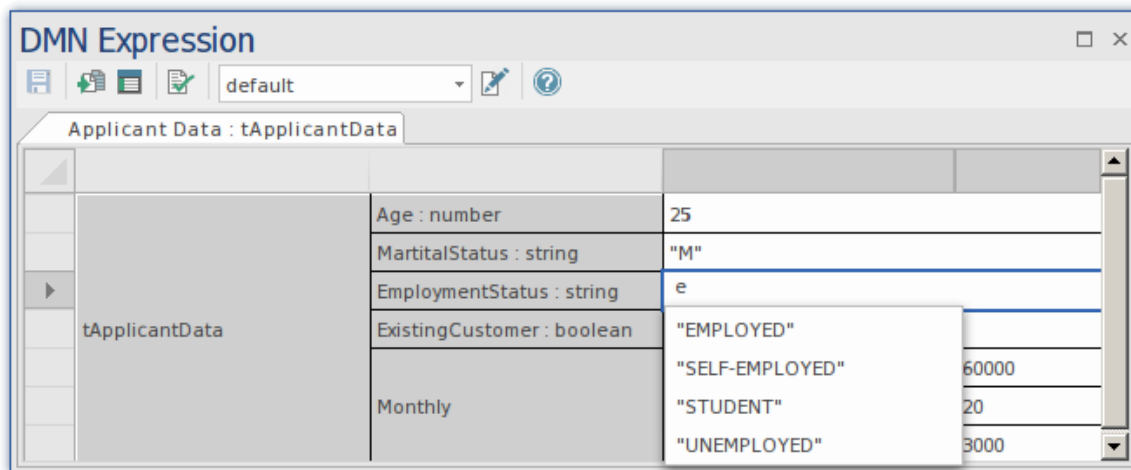 DMN Expression
default
Applicant Data : tApplicantData
Age : number 25
MartitalStatus : string "M"
EmploymentStatus : string e
tApplicantData ExistingCustomer : boolean "EMPLOYED"
"SELF-EMPLOYED" 60000
Monthly "STUDENT" 20
"UNEMPLOYED" 3000